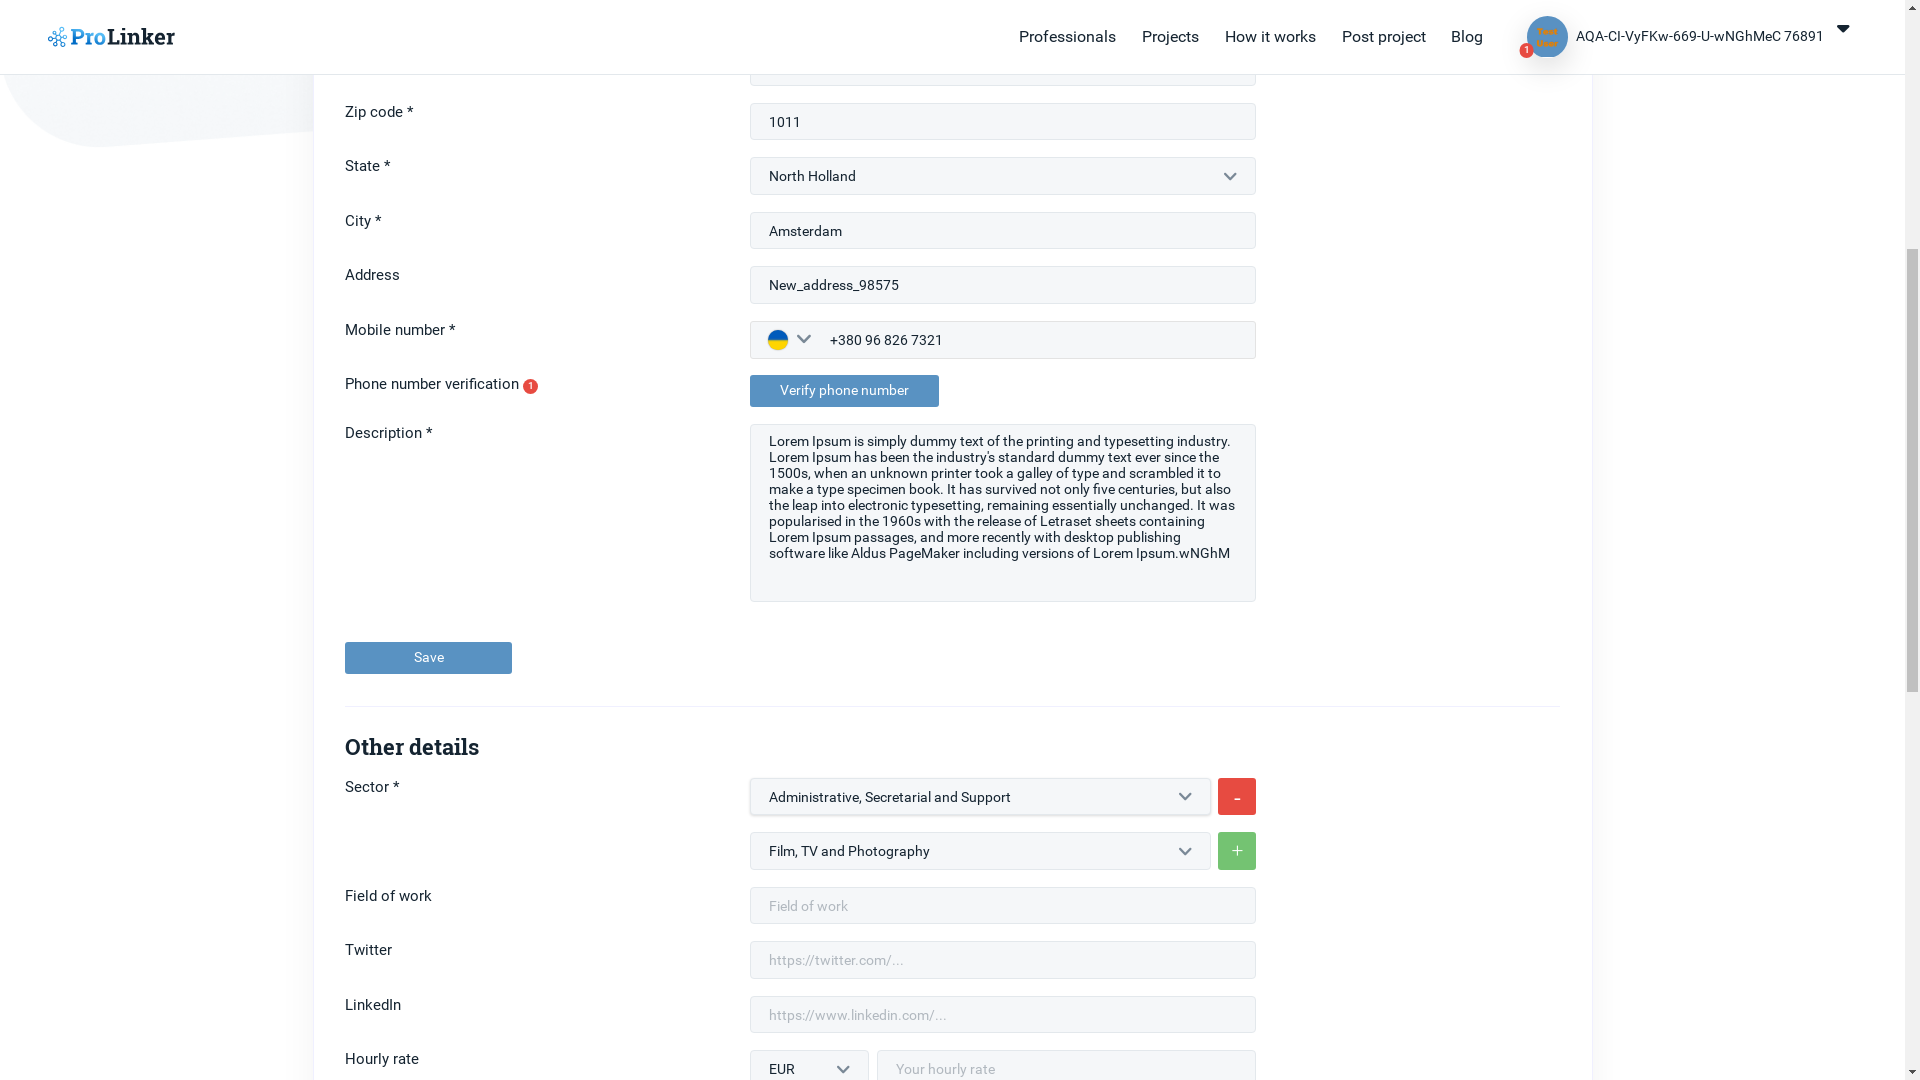 ProLinker
Professionals Projects How it works Post project Blog
Test User
1
AQA-CI-VyFKw-669-U-wNGhMeC 76891
Zip code * 1011
State * North Holland
City * Amsterdam
Address New_address_98575
Mobile number * +380 96 826 7321
Phone number verification 1 Verify phone number
Description * Lorem Ipsum is simply dummy text of the printing and typesetting industry.
Lorem Ipsum has been the industry's standard dummy text ever since the
1500s, when an unknown printer took a galley of type and scrambled it to
make a type specimen book. It has survived not only five centuries, but also
the leap into electronic typesetting, remaining essentially unchanged. It was
popularised in the 1960s with the release of Letraset sheets containing
Lorem Ipsum passages, and more recently with desktop publishing
software like Aldus PageMaker including versions of Lorem Ipsum.wNGhM
Save
Other details
Sector * Administrative, Secretarial and Support -
Film, TV and Photography +
Field of work Field of work
Twitter https://twitter.com/...
LinkedIn https://www.linkedin.com/...
Hourly rate EUR Your hourly rate